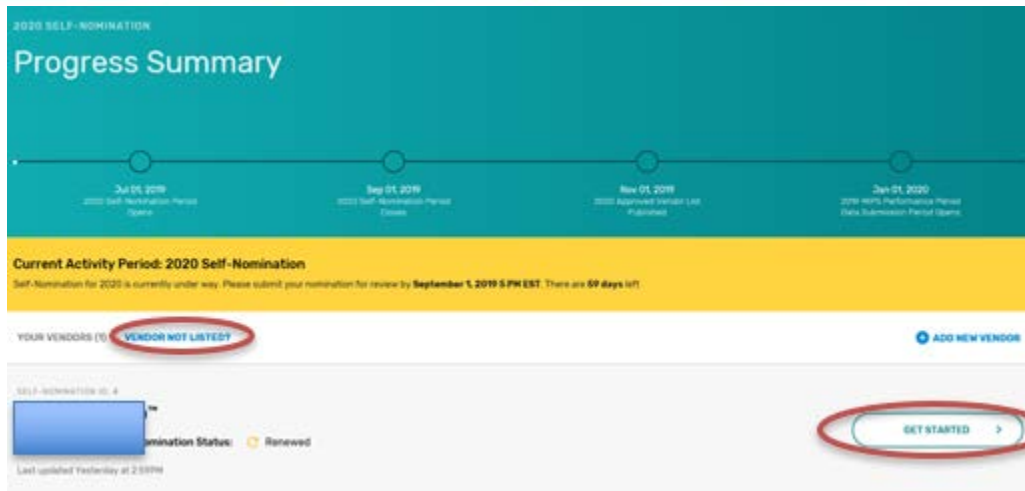 2020 SELF-NOMINATION
Progress Summary
Jul 01, 2019
2020 Self-Nomination Period
Opens
Sep 01, 2019
2020 Self-Nomination Period
Closes
Nov 01, 2019
2020 Approved Vendor List
Published
Jan 01, 2020
2019 MIPS Performance Period
Data Submission Period Opens
Current Activity Period: 2020 Self-Nomination
Self-Nomination for 2020 is currently under way. Please submit your nomination for review by September 1, 2019 5 PM EST. There are 59 days left
YOUR VENDORS (1) VENDOR NOT LISTED?
ADD NEW VENDOR
SELF-NOMINATION ID: 4
™
GET STARTED
omination Status: Renewed
Last updated Yesterday at 2:59PM